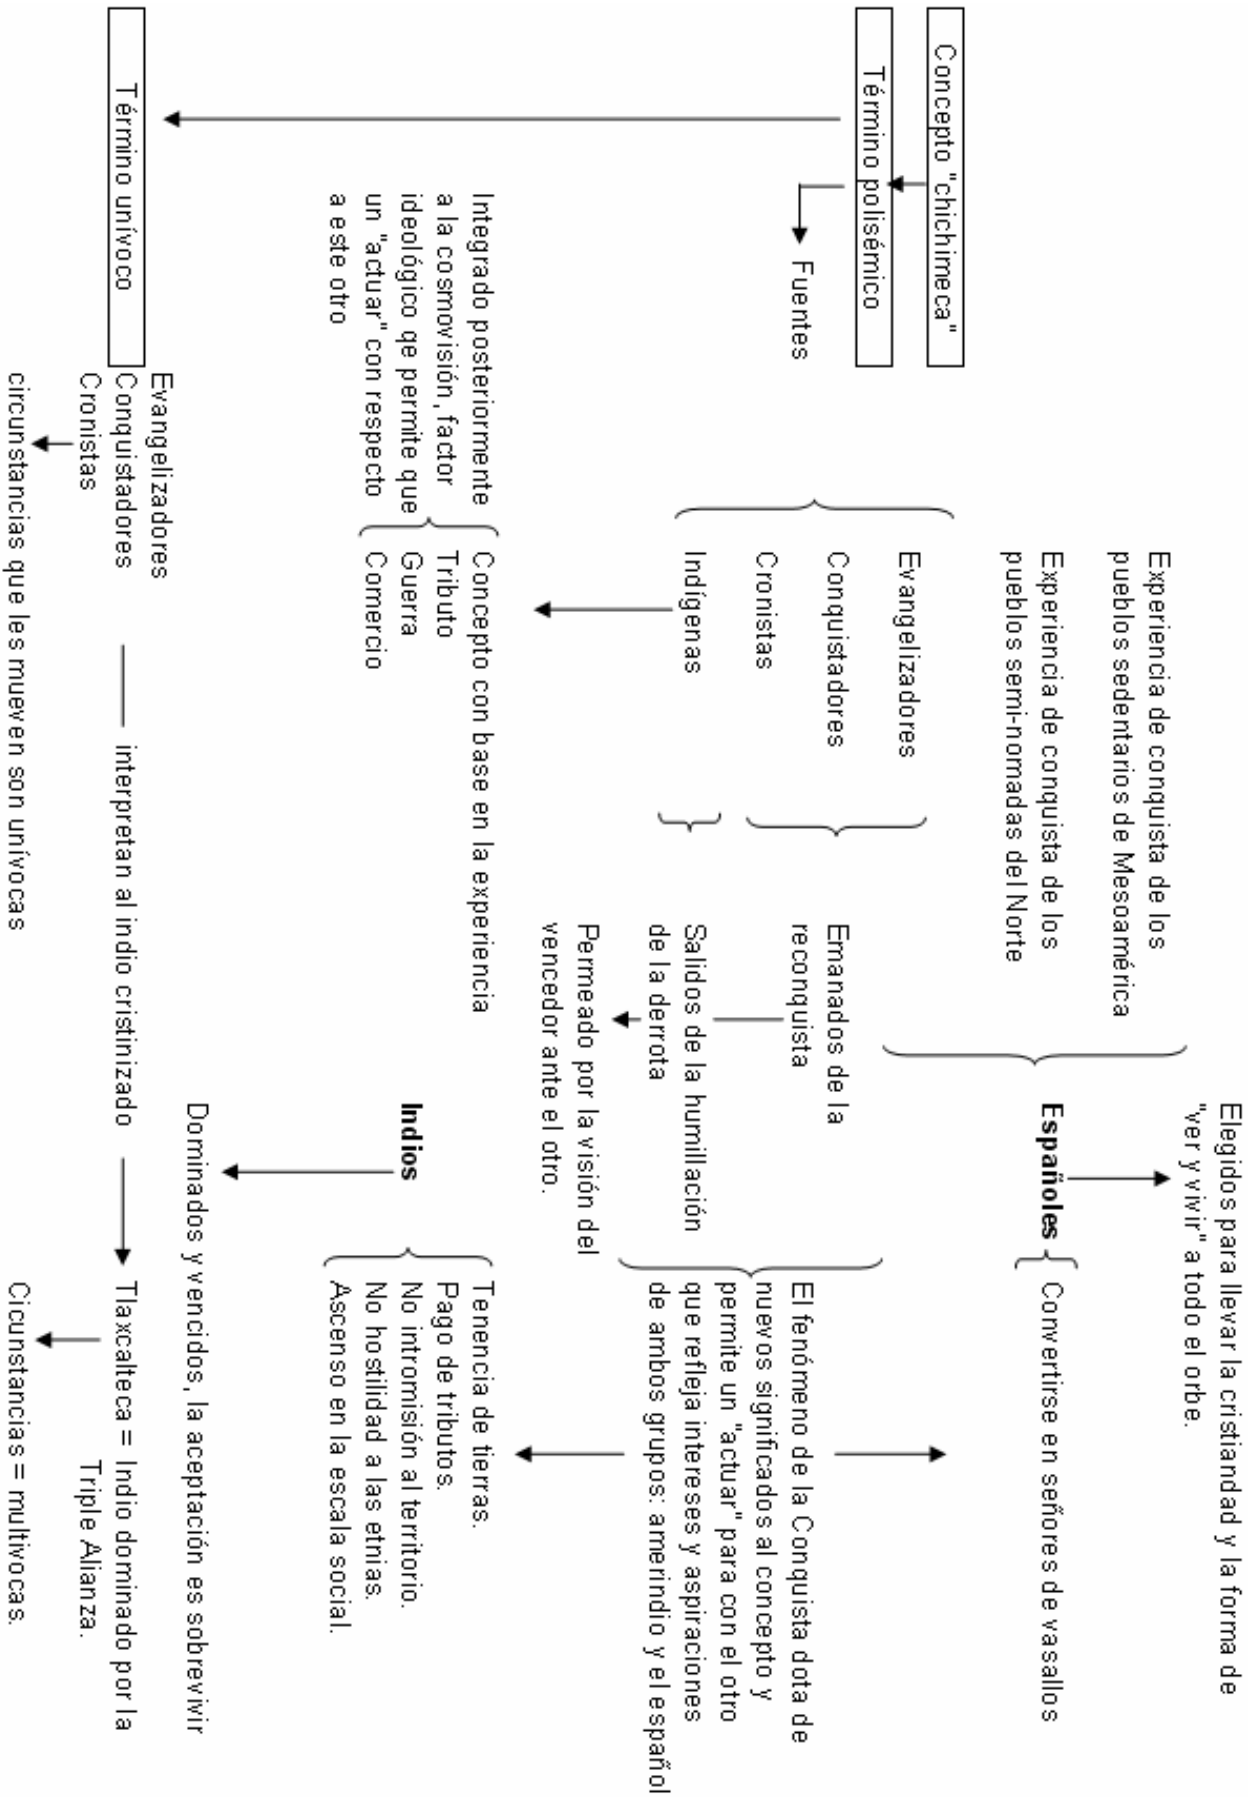 Concepto "chichimeca"
Término polisémico
Fuentes
Experiencia de conquista de los
pueblos sedentarios de Mesoamérica
Experiencia de conquista de los
pueblos semi-nomadas del Norte
Evangelizadores
Conquistadores
Cronistas
Indígenas
Integrado posteriormente
a la cosmovisión, factor
ideológico qe permite que
un "actuar" con respecto
a este otro
Concepto con base en la experiencia
Tributo
Guerra
Comercio
Emanados de la
reconquista
Salidos de la humillación
de la derrota
Permeado por la visión del
vencedor ante el otro.
Elegidos para llevar la cristiandad y la forma de
"ver y vivir" a todo el orbe.
Españoles
Convertirse en señores de vasallos
El fenómeno de la Conquista dota de
nuevos significados al concepto y
permite un "actuar" para con el otro
que refleja intereses y aspiraciones
de ambos grupos: amerindio y el español
Indios
Tenencia de tierras.
Pago de tributos.
No intromisión al territorio.
No hostilidad a las etnias.
Ascenso en la escala social.
Dominados y vencidos, la aceptación es sobrevivir
Término unívoco
Evangelizadores
Conquistadores
Cronistas
circunstancias que les mueven son unívocas
interpretan al indio cristinizado
Tlaxcalteca = Indio dominado por la
Triple Alianza.
Cicunstancias = multivocas.